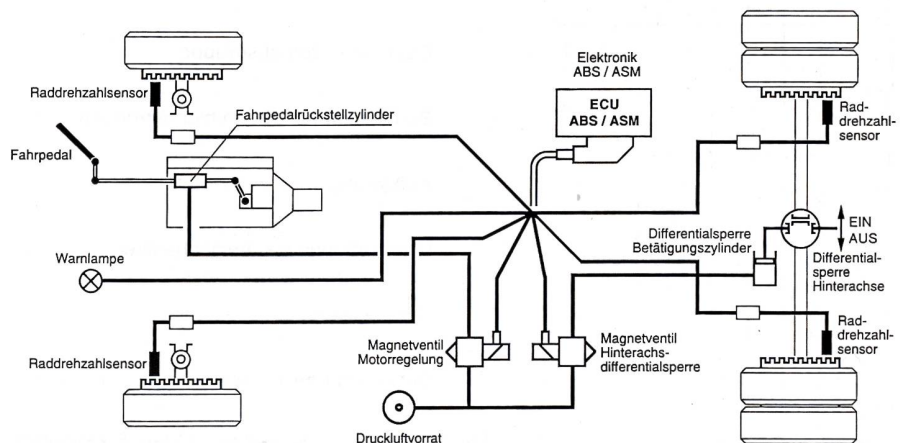 Elektronik
ABS / ASM
ECU
ABS / ASM
Raddrehzahlsensor
Fahrpedalrückstellzylinder
Fahrpedal
Rad-
drehzahl-
sensor
Differentialsperre
Betätigungszylinder
EIN
AUS
Differential-
sperre
Hinterachse
Warnlampe
Raddrehzahlsensor
Magnetventil
Motorregelung
Magnetventil
Hinterachs-
differentialsperre
Rad-
drehzahl-
sensor
Druckluftvorrat